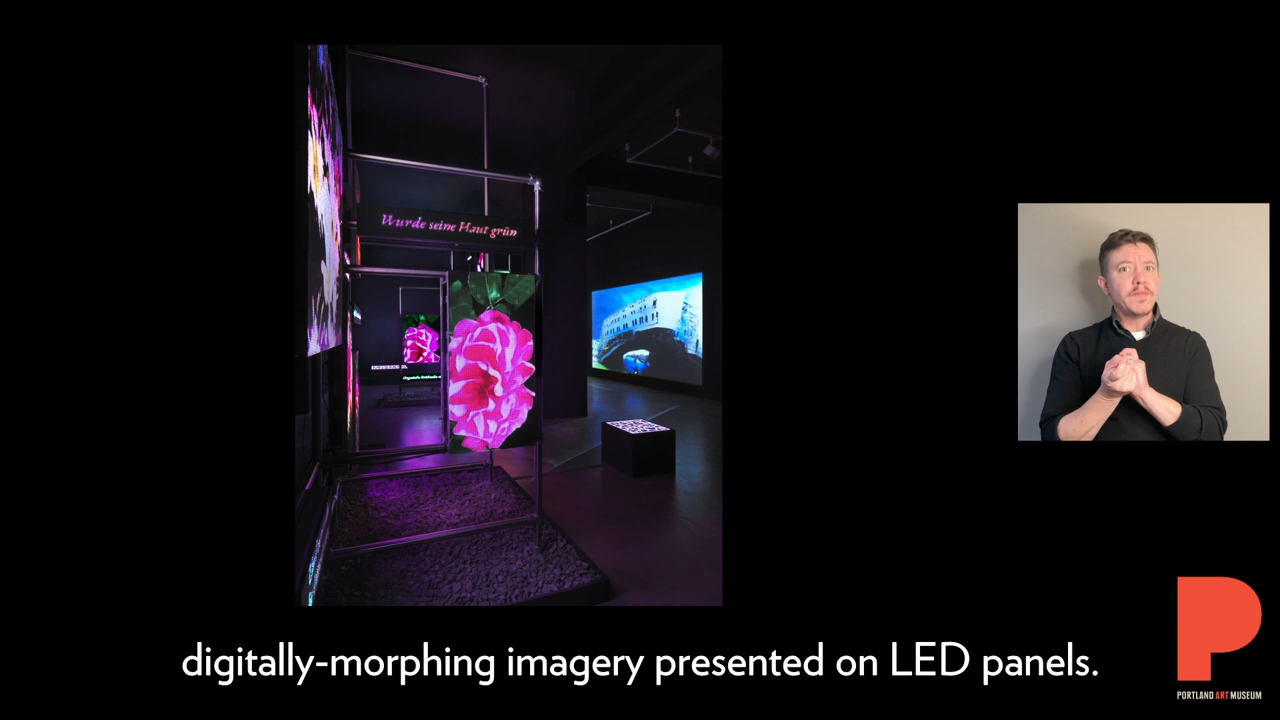 Wurde seine Haut grün
digitally-morphing imagery presented on LED panels.
PORTLAND ART MUSEUM